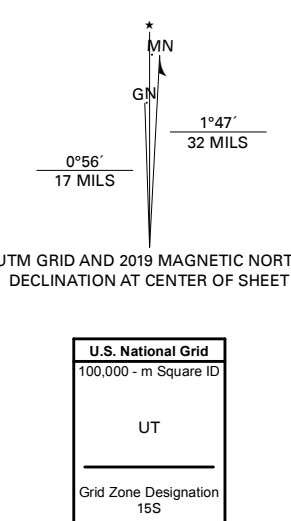 ★
MN
GN
1°47´
32 MILS
0°56´
17 MILS
UTM GRID AND 2019 MAGNETIC NORT
DECLINATION AT CENTER OF SHEET
U.S. National Grid
100,000 - m Square ID
UT
Grid Zone Designation
15S